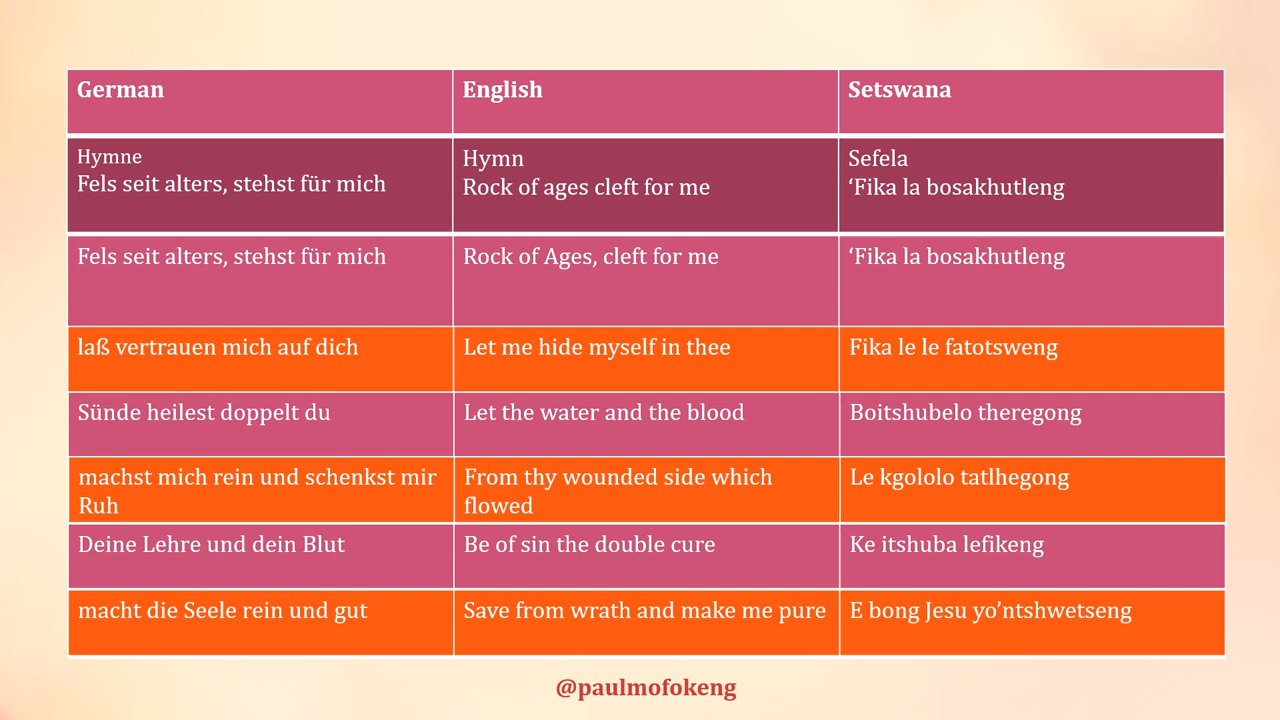 German
English
Setswana
Hymne
Fels seit alters, stehst für mich
Hymn
Rock of ages cleft for me
Sefela
‘Fika la bosakhutleng
Fels seit alters, stehst für mich
Rock of Ages, cleft for me
‘Fika la bosakhutleng
laß vertrauen mich auf dich
Let me hide myself in thee
Fika le le fatotsweng
Sünde heilest doppelt du
Let the water and the blood
Boitshubelo theregong
machst mich rein und schenkst mir
Ruh
From thy wounded side which
flowed
Le kgololo tatlhegong
Deine Lehre und dein Blut
Be of sin the double cure
Ke itshuba lefikeng
macht die Seele rein und gut
Save from wrath and make me pure
E bong Jesu yo’ntshwetseng
@paulmofokeng